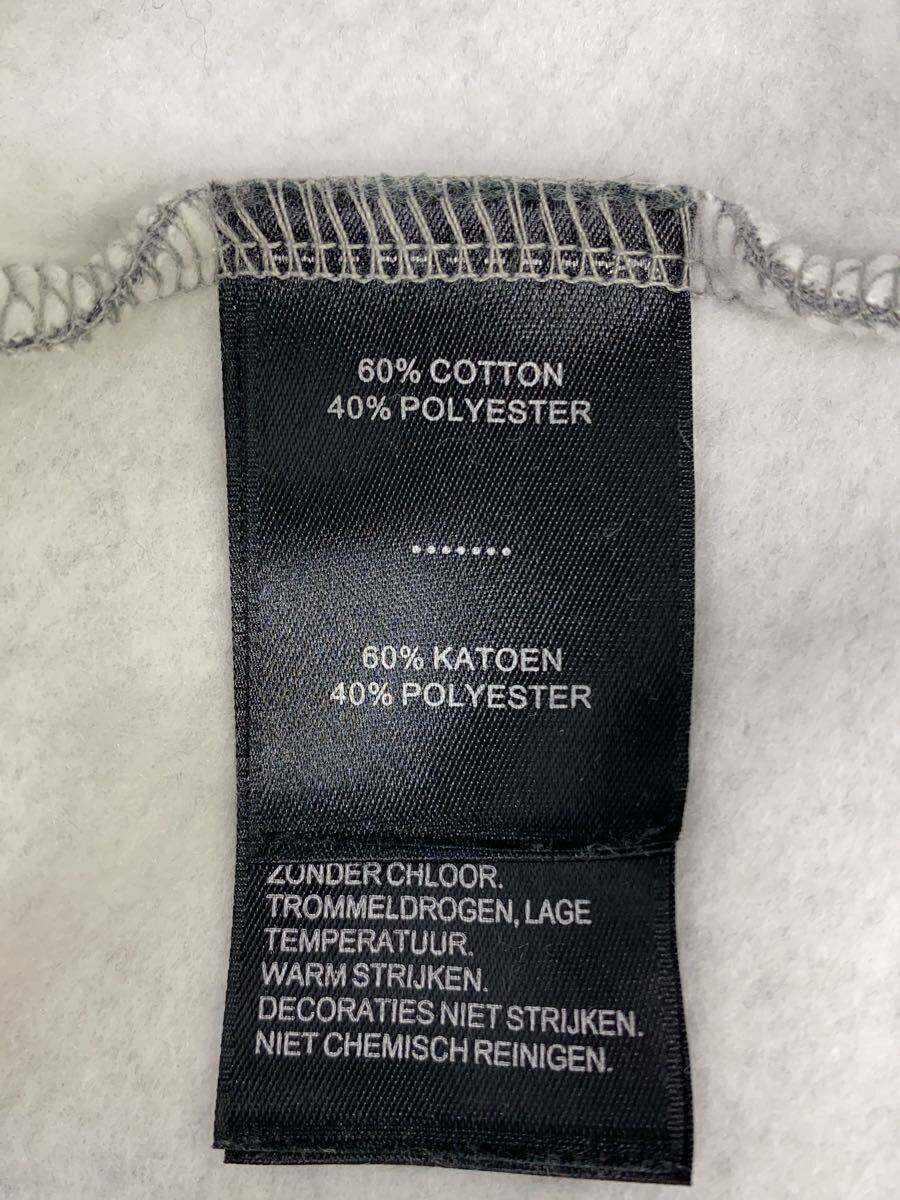 60% COTTON
40% POLYESTER
60% KATOEN
40% POLYESTER
ZONDER CHLOOR.
TROMMELDROGEN, LAGE
TEMPERATUUR.
WARM STRIJKEN.
DECORATIES NIET STRIJKEN.
NIET CHEMISCH REINIGEN.